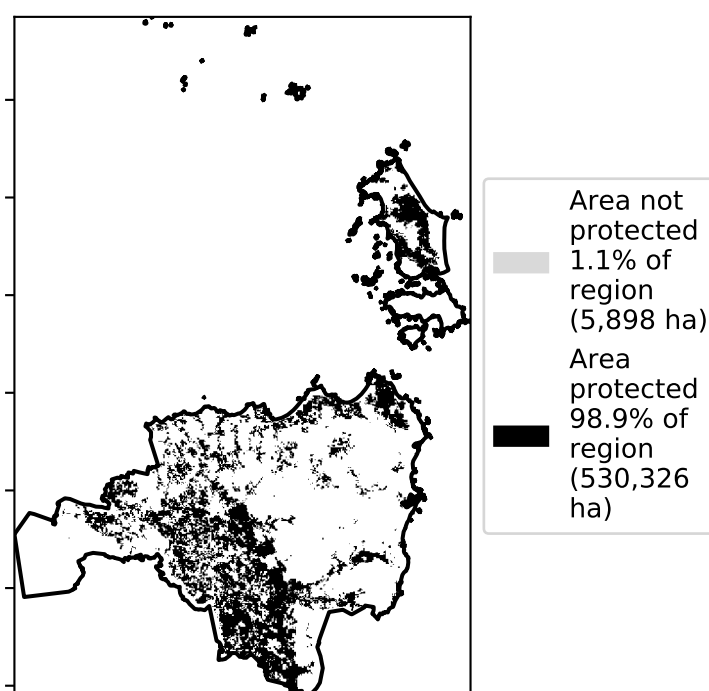 Area not
protected
1.1% of
region
(5,898 ha)
Area
protected
98.9% of
region
(530,326
ha)